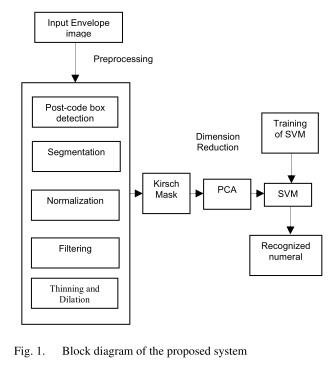 Input Envelope
image
Preprocessing
Post-code box
detection
Segmentation
Normalization
Filtering
Thinning and
Dilation
Kirsch
Mask
Dimension
Reduction
PCA
Training
of SVM
SVM
Recognized
numeral
Fig. 1. Block diagram of the proposed system